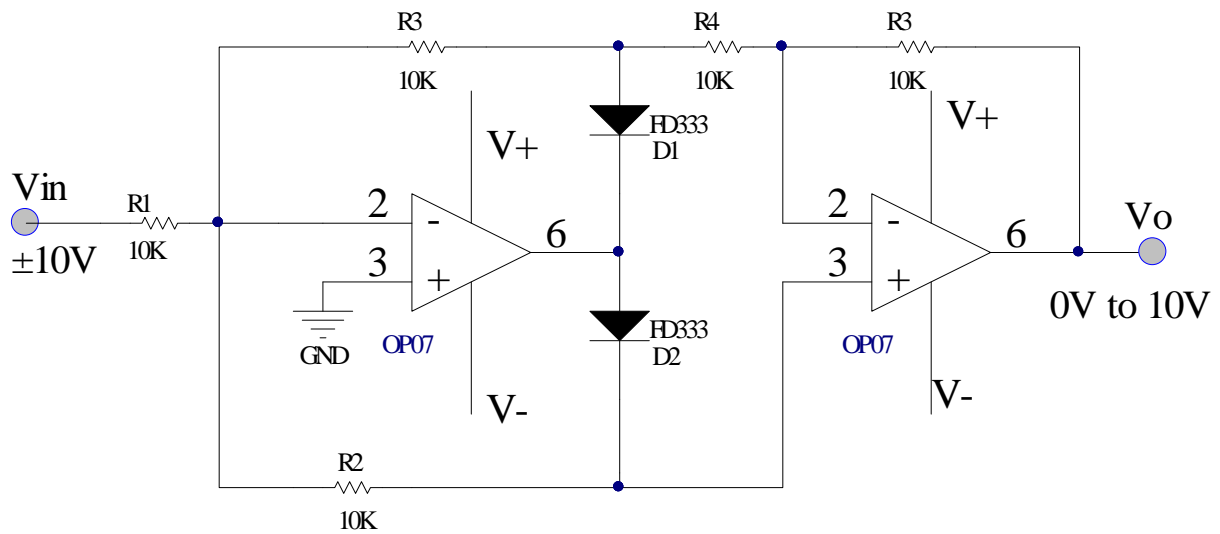 R3
R4
R3
10K
10K
10K
FD333
D1
V+
V+
Vin
R1
10K
±10V
2
-
3
+
6
GND
OP07
V-
FD333
D2
2
-
3
+
6
OP07
V-
Vo
0V to 10V
R2
10K